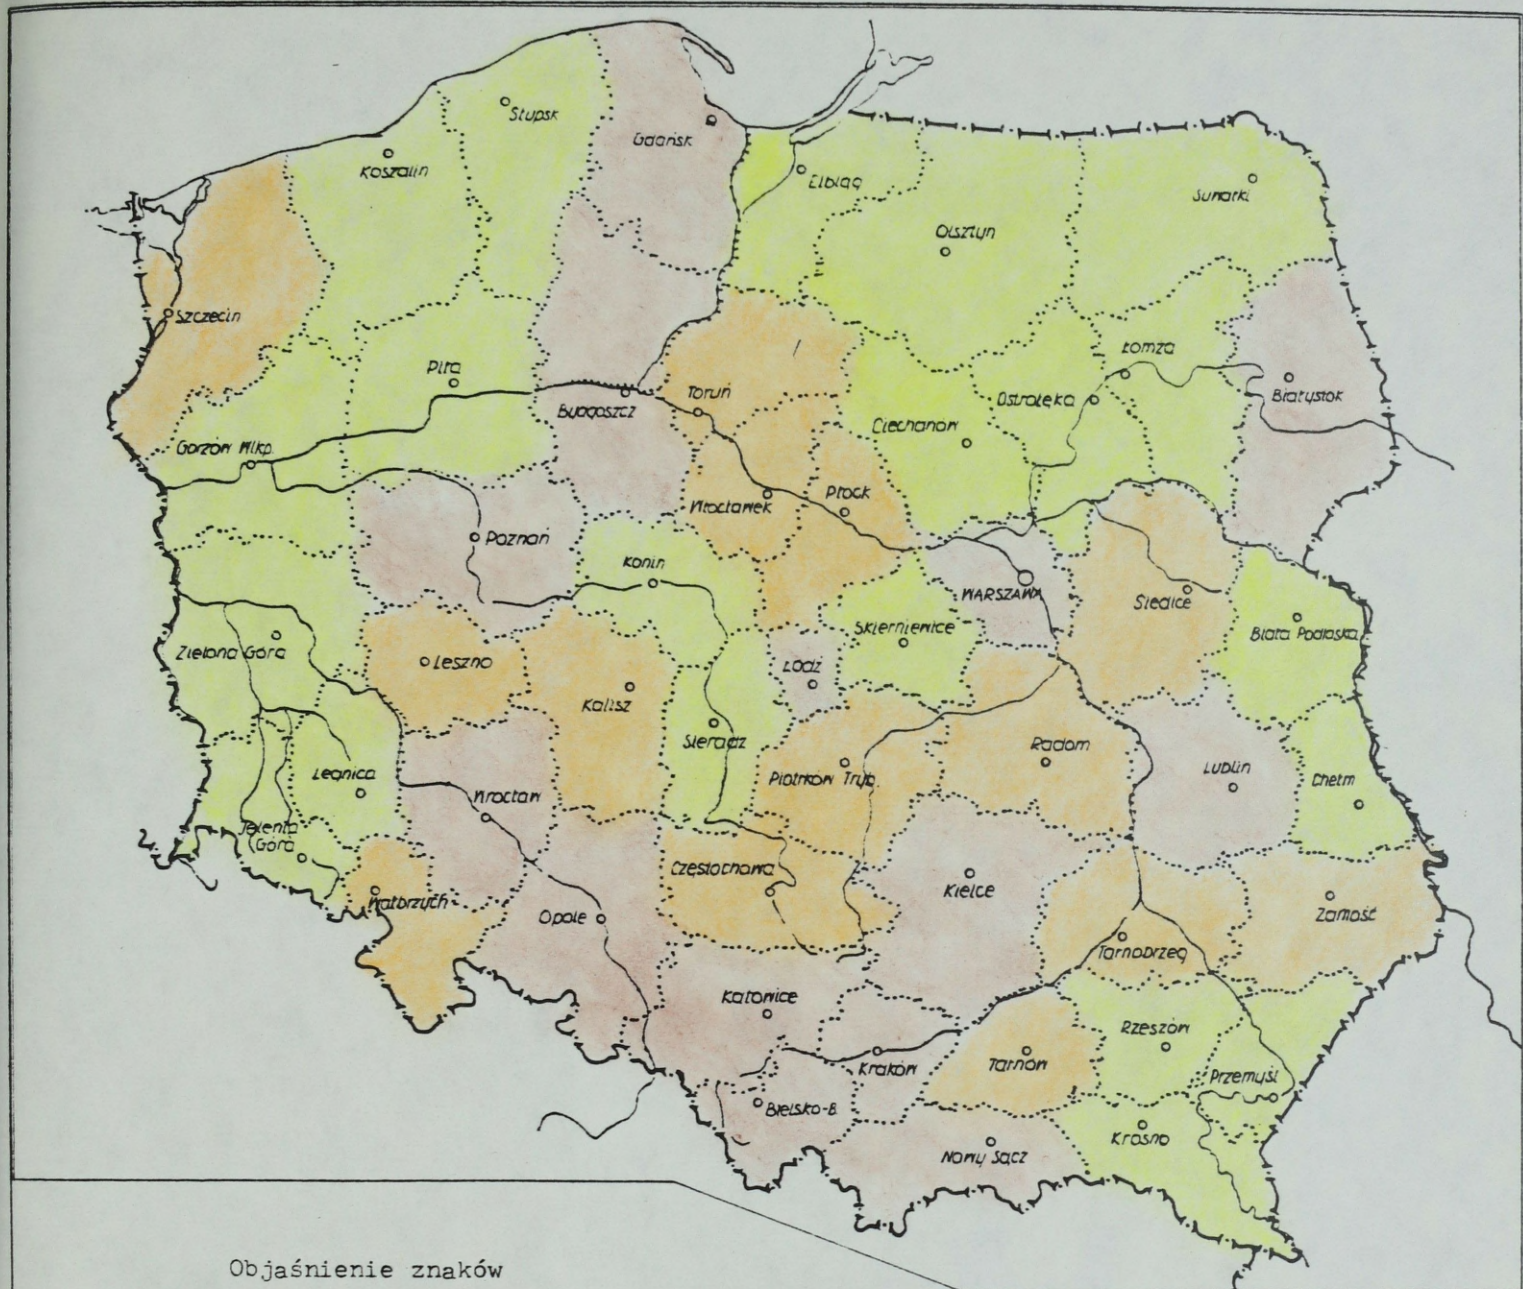 Słupsk
Gdańsk
Koszalin
Elbląg
Suwałki
Olsztyn
Szczecin
Łomża
Piła
Toruń
Ostrołęka
Białystok
Bydgoszcz
Ciechanów
Gorzów Wlkp.
Płock
Włocławek
Poznań
Konin
WARSZAWA
Siedlce
Skierniewice
Biała Podlaska
Zielona Góra
Leszno
Łódź
Kalisz
Sieradz
Radom
Piotrków Tryb.
Lublin
Chełm
Legnica
Wrocław
Jelenia
Góra
Częstochowa
Kielce
Wałbrzych
Opole
Zamość
Tarnobrzeg
Katowice
Rzeszów
Kraków
Tarnów
Przemyśl
Bielsko-B.
Krosno
Nowy Sącz
Objaśnienie znaków